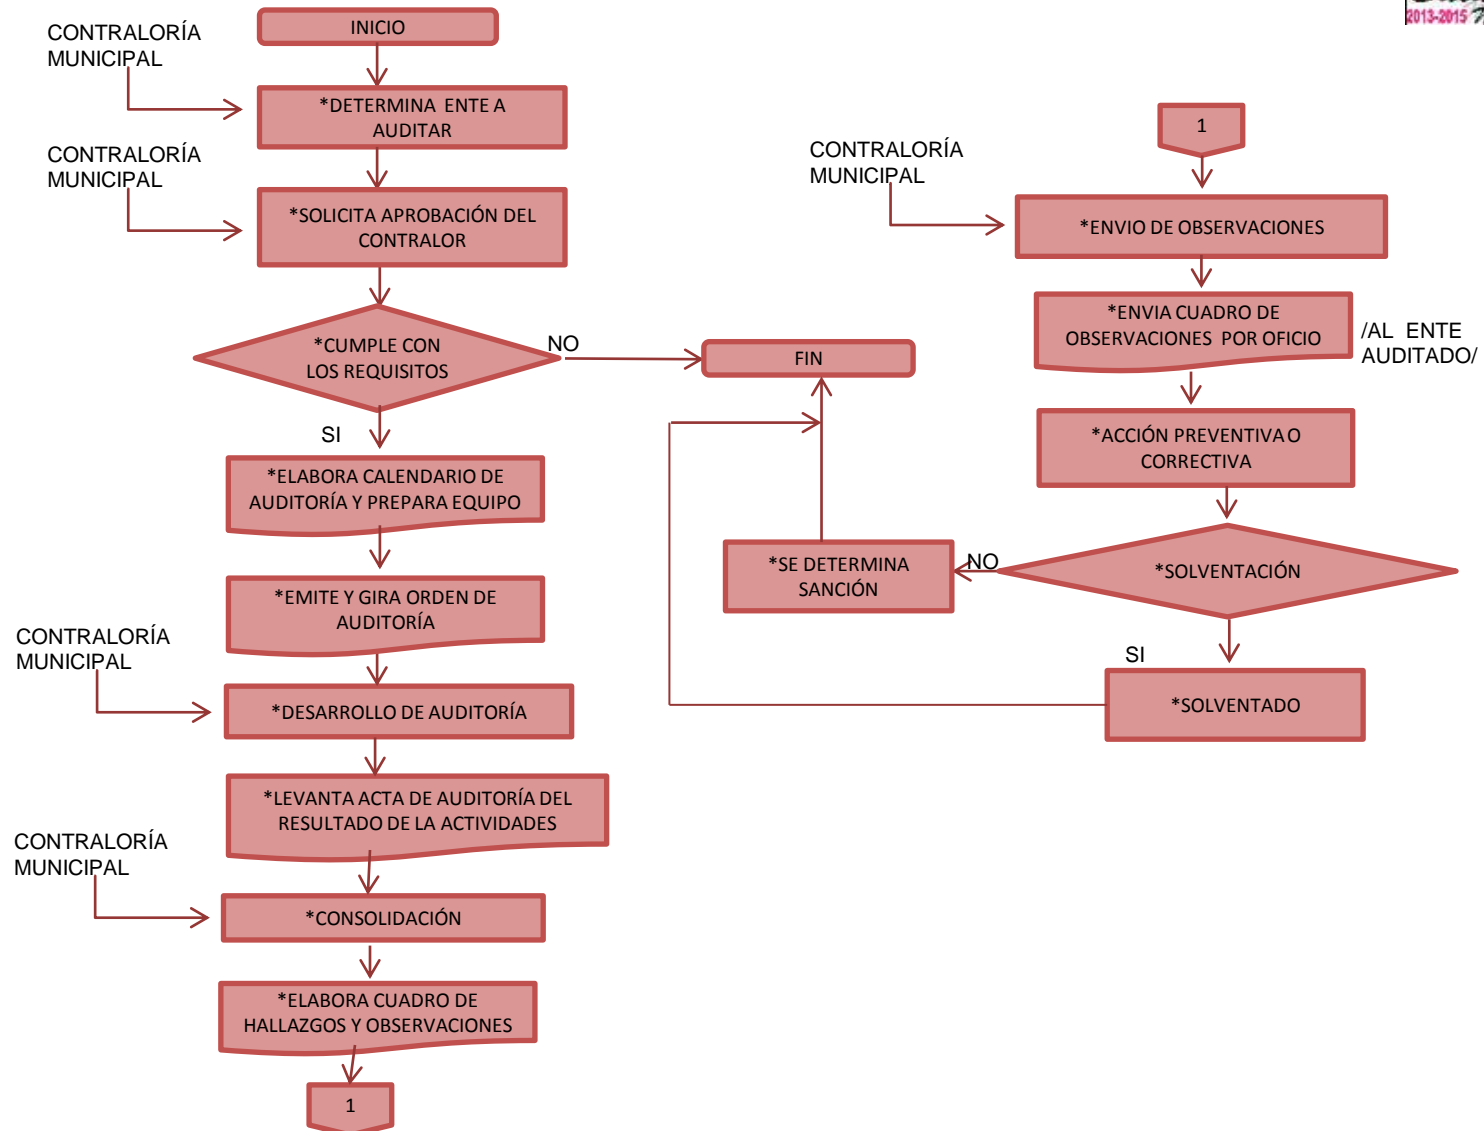 2013-2015
INICIO
CONTRALORÍA
MUNICIPAL
*DETERMINA ENTE A
AUDITAR
CONTRALORÍA
MUNICIPAL
*SOLICITA APROBACIÓN DEL
CONTRALOR
*CUMPLE CON
LOS REQUISITOS
NO
FIN
SI
*ELABORA CALENDARIO DE
AUDITORÍA Y PREPARA EQUIPO
*EMITE Y GIRA ORDEN DE
AUDITORÍA
CONTRALORÍA
MUNICIPAL
*DESARROLLO DE AUDITORÍA
*LEVANTA ACTA DE AUDITORÍA DEL
RESULTADO DE LA ACTIVIDADES
CONTRALORÍA
MUNICIPAL
*CONSOLIDACIÓN
*ELABORA CUADRO DE
HALLAZGOS Y OBSERVACIONES
1
1
CONTRALORÍA
MUNICIPAL
*ENVIO DE OBSERVACIONES
*ENVIA CUADRO DE
OBSERVACIONES POR OFICIO
/AL ENTE
AUDITADO/
*ACCIÓN PREVENTIVA O
CORRECTIVA
*SOLVENTACIÓN
NO
*SE DETERMINA
SANCIÓN
SI
*SOLVENTADO